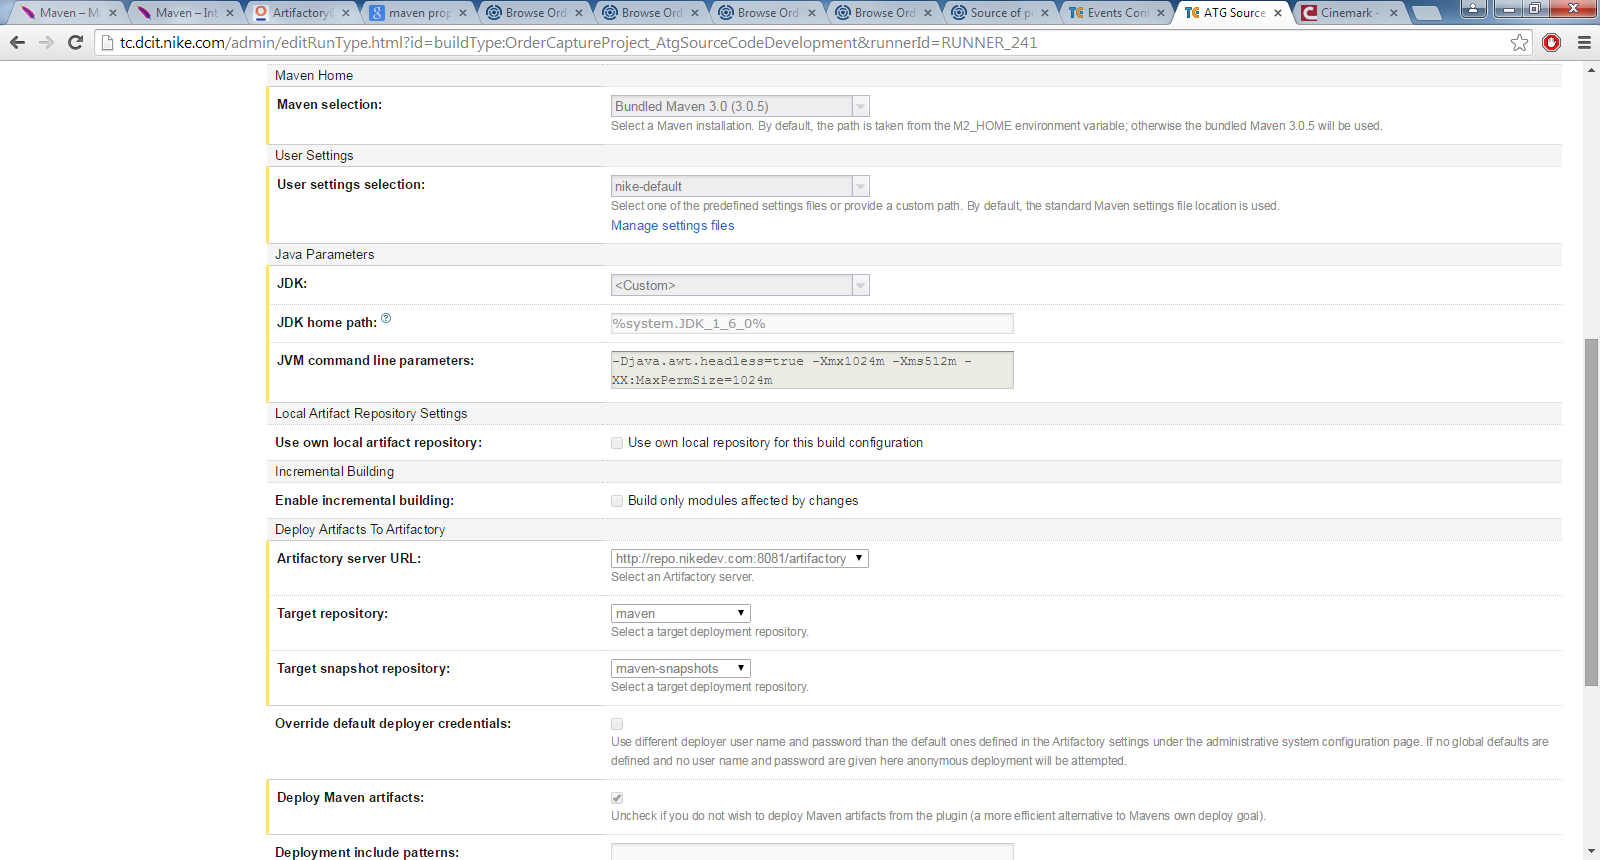 Maven – M
Maven – Int
Artifactory
maven prop
Browse Ord
Browse Ord
Browse Ord
Browse Ord
Source of p
TC Events Con
TC ATG Source
Cinemark -
tc.dcit.nike.com/admin/editRunType.html?id=buildType:OrderCaptureProject_AtgSourceCodeDevelopment&runnerId=RUNNER_241
Maven Home
Maven selection:
Bundled Maven 3.0 (3.0.5)
Select a Maven installation. By default, the path is taken from the M2_HOME environment variable; otherwise the bundled Maven 3.0.5 will be used.
User Settings
User settings selection:
nike-default
Select one of the predefined settings files or provide a custom path. By default, the standard Maven settings file location is used.
Manage settings files
Java Parameters
JDK:
<Custom>
JDK home path: ?
%system.JDK_1_6_0%
JVM command line parameters:
-Djava.awt.headless=true -Xmx1024m -Xms512m -
XX:MaxPermSize=1024m
Local Artifact Repository Settings
Use own local artifact repository:
Use own local repository for this build configuration
Incremental Building
Enable incremental building:
Build only modules affected by changes
Deploy Artifacts To Artifactory
Artifactory server URL:
http://repo.nikedev.com:8081/artifactory
Select an Artifactory server.
Target repository:
maven
Select a target deployment repository.
Target snapshot repository:
maven-snapshots
Select a target deployment repository.
Override default deployer credentials:
Use different deployer user name and password than the default ones defined in the Artifactory settings under the administrative system configuration page. If no global defaults are
defined and no user name and password are given here anonymous deployment will be attempted.
Deploy Maven artifacts:
Uncheck if you do not wish to deploy Maven artifacts from the plugin (a more efficient alternative to Mavens own deploy goal).
Deployment include patterns: